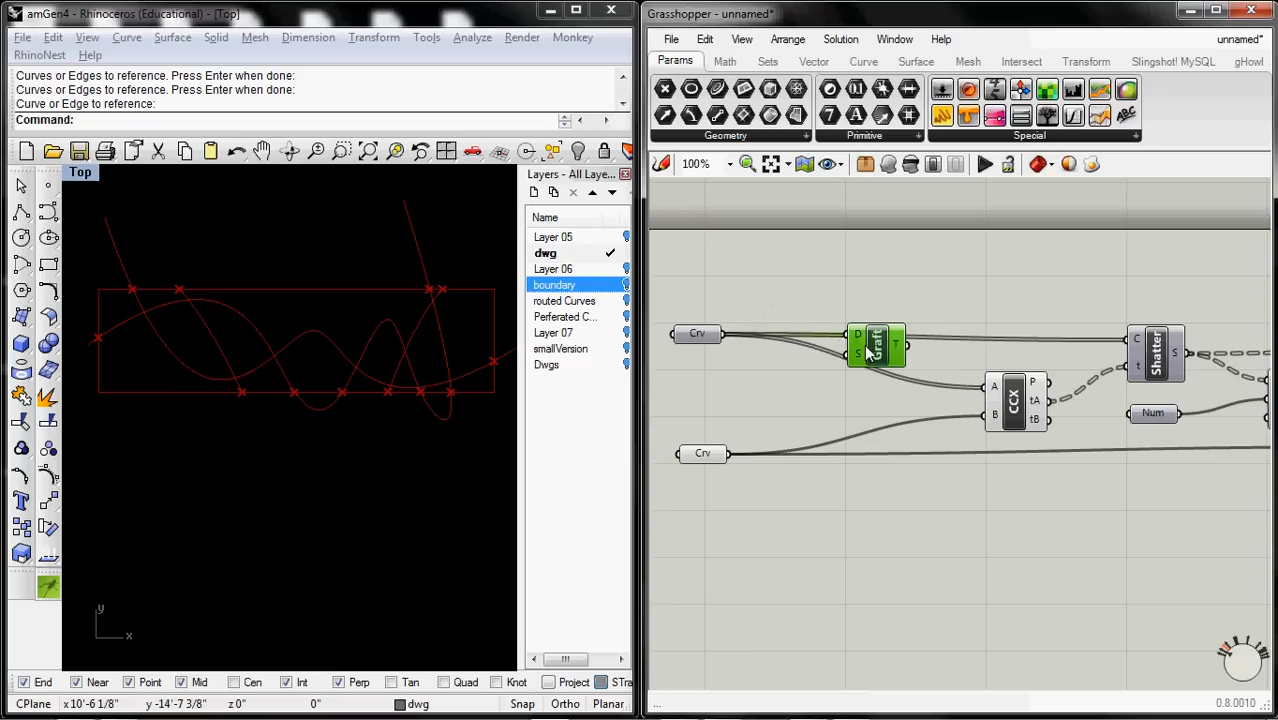 amGen4 - Rhinoceros (Educational) - [Top]
File Edit View Curve Surface Solid Mesh Dimension Transform Tools Analyze Render Monkey
RhinoNest Help
Curves or Edges to reference. Press Enter when done:
Curves or Edges to reference. Press Enter when done:
Curve or Edge to reference:
Command:
Top
y
x
Layers - All Laye...
Name
Layer 05
dwg
Layer 06
boundary
routed Curves
Perforated C...
Layer 07
smallVersion
Dwgs
End Near Point Mid Cen Int Perp Tan Quad Knot Project STra
CPlane x 10'-6 1/8" y -14'-7 3/8" z 0" 0" dwg Snap Ortho Planar
Grasshopper - unnamed*
File Edit View Arrange Solution Window Help unnamed*
Params Math Sets Vector Curve Surface Mesh Intersect Transform Slingshot! MySQL gHowl
Geometry Primitive Special
100%
Crv
D
S
Graft
T
C
t
Shatter
S
A
B
CCX
P
tA
tB
Num
Crv
... 0.8.0010